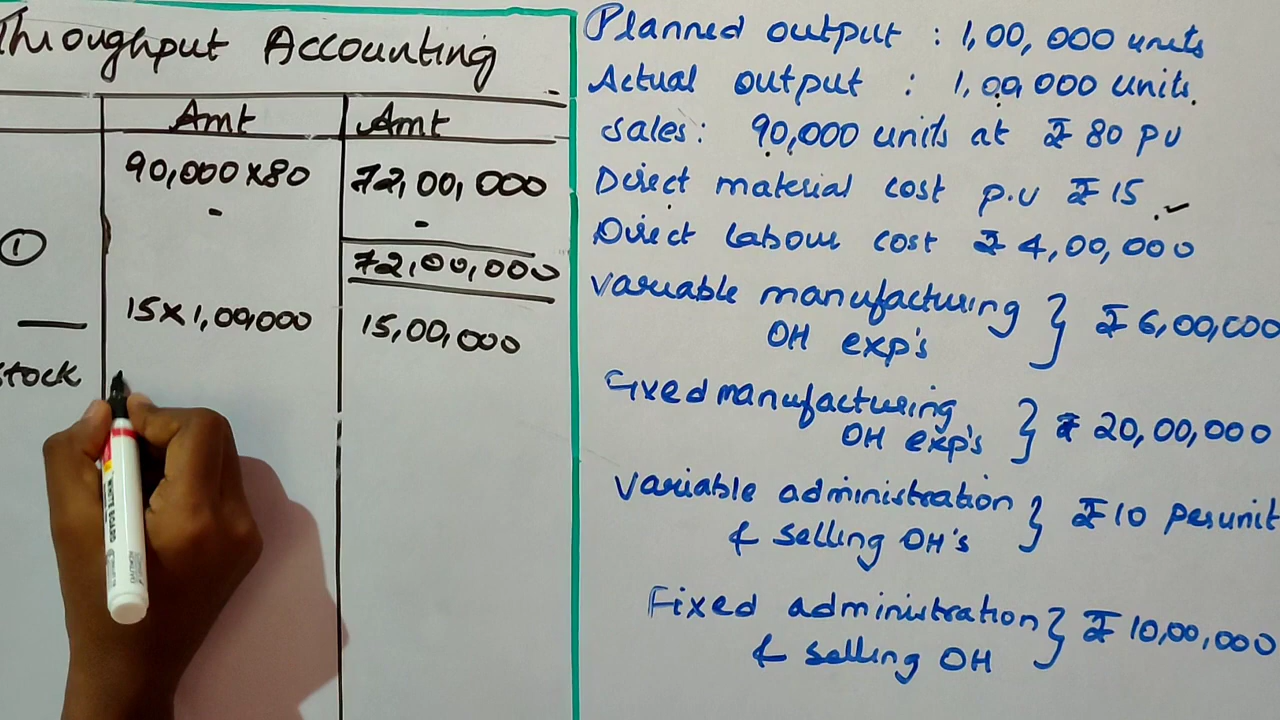 Throughput Accounting
Amt Amt
90,000 x 80 72,00,000
- -
① 72,00,000
15 x 1,00,000 15,00,000
stock
Planned output : 1,00,000 units
Actual output : 1,00,000 units.
Sales: 90,000 units at ₹ 80 PU
Direct material cost p.u ₹ 15
Direct labour cost ₹ 4,00,000
Variable manufacturing
OH exp's } ₹ 6,00,000
Fixed manufacturing
OH exp's } ₹ 20,00,000
Variable administration
& selling OH's } ₹ 10 per unit
Fixed administration
& selling OH } ₹ 10,00,000